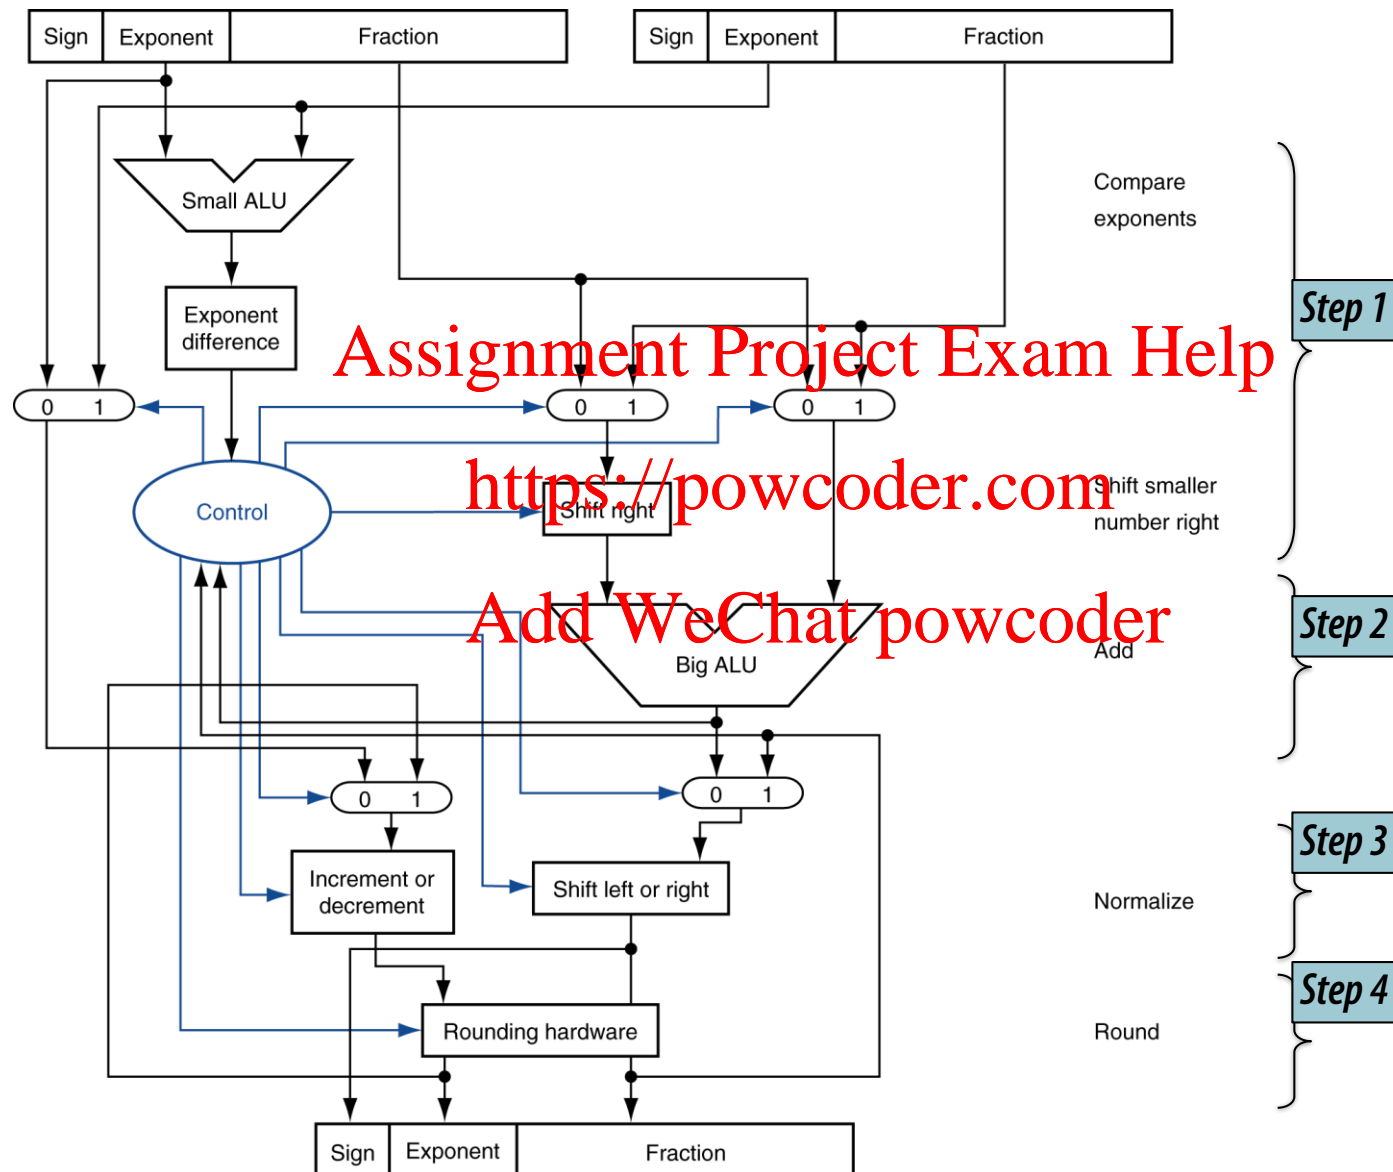 Sign Exponent Fraction
Sign Exponent Fraction
Small ALU
Compare
exponents
Step 1
Exponent
difference
Assignment Project Exam Help
0 1
0 1
0 1
Control
https://powcoder.com
Shift right
Shift smaller
number right
Step 2
Add WeChat powcoder
Add
Big ALU
0 1
0 1
Step 3
Increment or
decrement
Shift left or right
Normalize
Step 4
Rounding hardware
Round
Sign Exponent Fraction